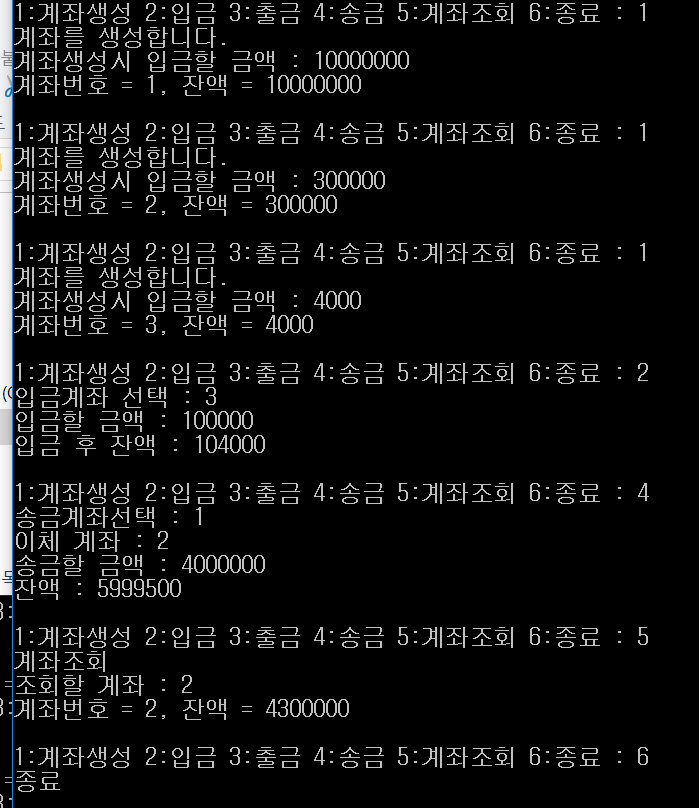 1:계좌생성 2:입금 3:출금 4:송금 5:계좌조회 6:종료 : 1
계좌를 생성합니다.
계좌생성시 입금할 금액 : 10000000
계좌번호 = 1, 잔액 = 10000000
1:계좌생성 2:입금 3:출금 4:송금 5:계좌조회 6:종료 : 1
계좌를 생성합니다.
계좌생성시 입금할 금액 : 300000
계좌번호 = 2, 잔액 = 300000
1:계좌생성 2:입금 3:출금 4:송금 5:계좌조회 6:종료 : 1
계좌를 생성합니다.
계좌생성시 입금할 금액 : 4000
계좌번호 = 3, 잔액 = 4000
1:계좌생성 2:입금 3:출금 4:송금 5:계좌조회 6:종료 : 2
입금계좌 선택 : 3
입금할 금액 : 100000
입금 후 잔액 : 104000
1:계좌생성 2:입금 3:출금 4:송금 5:계좌조회 6:종료 : 4
송금계좌선택 : 1
이체 계좌 : 2
송금할 금액 : 4000000
잔액 : 5999500
1:계좌생성 2:입금 3:출금 4:송금 5:계좌조회 6:종료 : 5
계좌조회
조회할 계좌 : 2
계좌번호 = 2, 잔액 = 4300000
1:계좌생성 2:입금 3:출금 4:송금 5:계좌조회 6:종료 : 6
종료